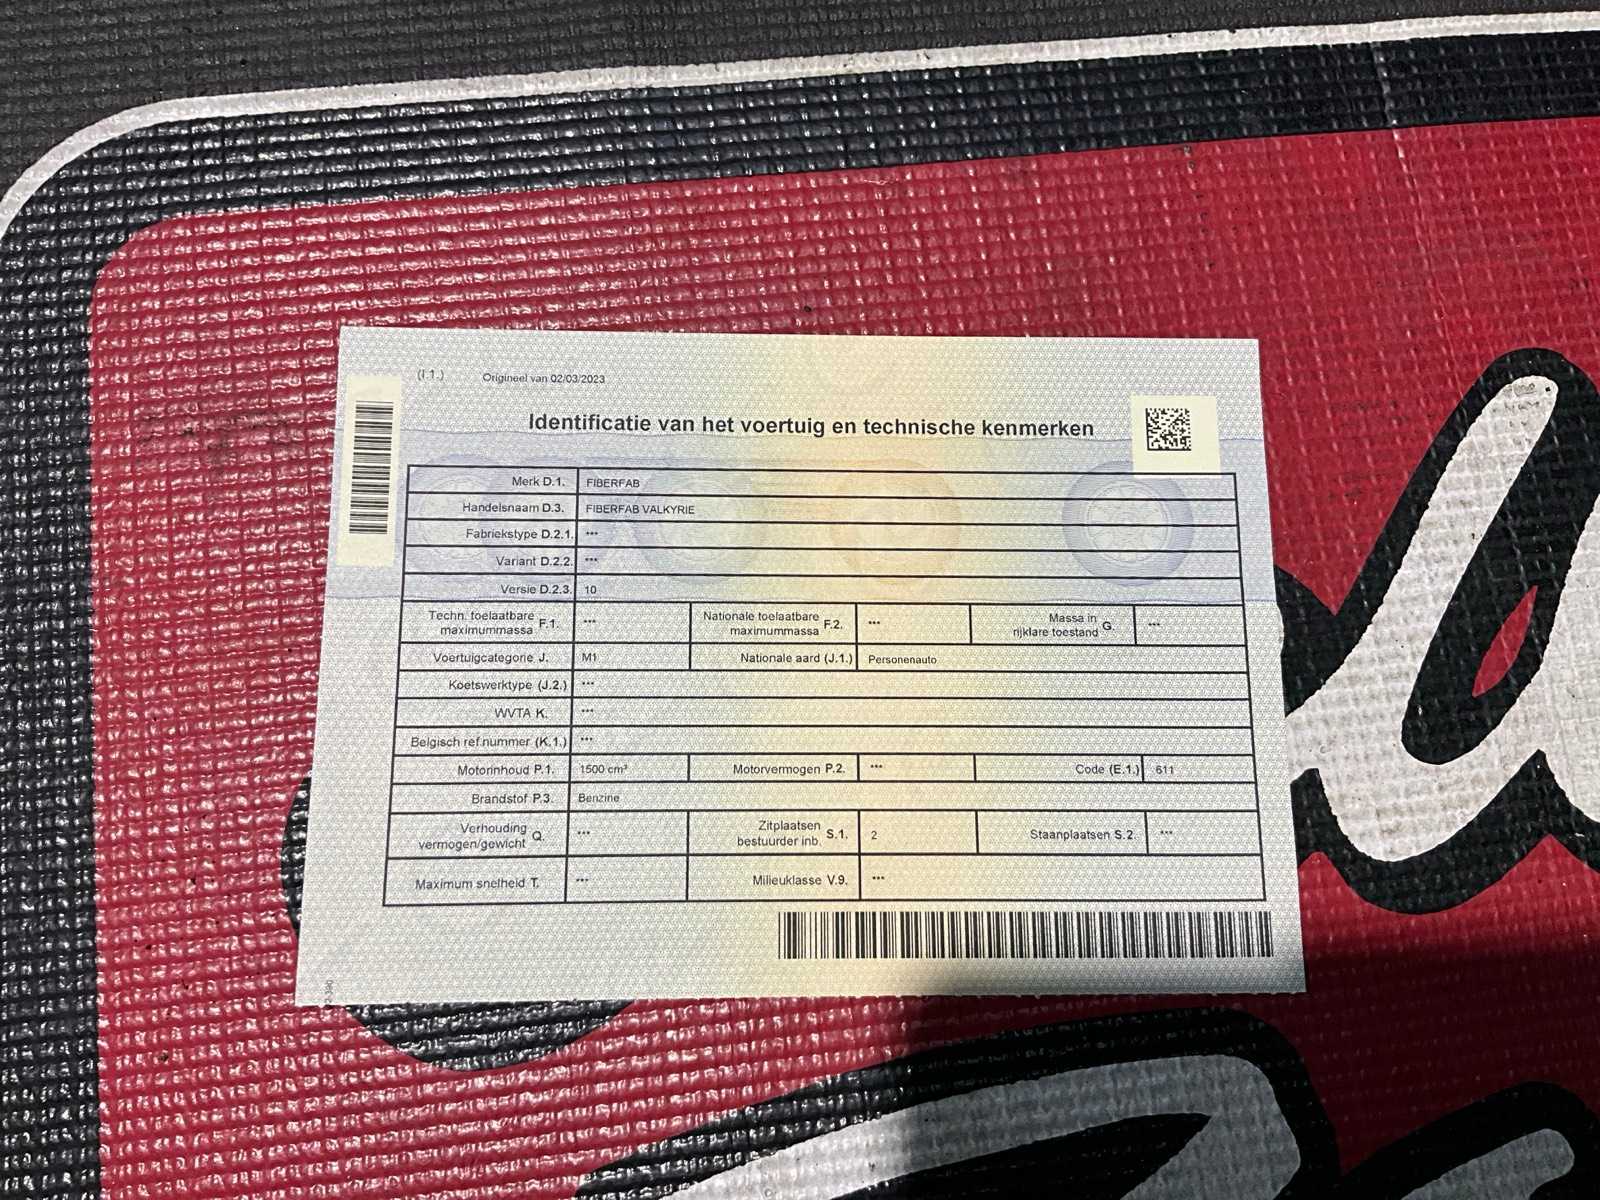 (I.1.) Origineel van 02/03/2023
Identificatie van het voertuig en technische kenmerken
Merk D.1. FIBERFAB
Handelsnaam D.3. FIBERFAB VALKYRIE
Fabriekstype D.2.1. ***
Variant D.2.2. ***
Versie D.2.3. 10
Techn. toelaatbare maximummassa F.1. *** Nationale toelaatbare maximummassa F.2. *** Massa in rijklare toestand G. ***
Voertuigcategorie J. M1 Nationale aard (J.1.) Personenauto
Koetswerktype (J.2.) ***
WVTA K. ***
Belgisch ref.nummer (K.1.) ***
Motorinhoud P.1. 1500 cm³ Motorvermogen P.2. *** Code (E.1.) 611
Brandstof P.3. Benzine
Verhouding vermogen/gewicht Q. *** Zitplaatsen bestuurder inb. S.1. 2 Staanplaatsen S.2. ***
Maximum snelheid T. *** Milieuklasse V.9. ***